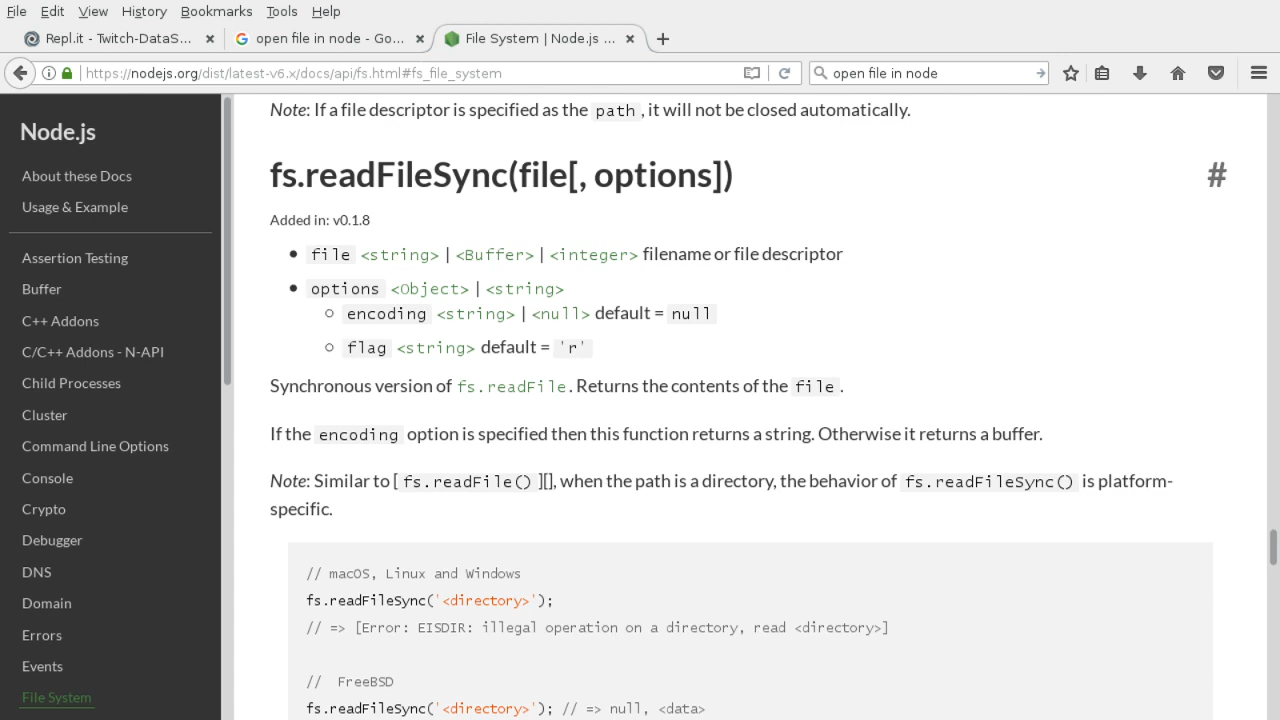 File Edit View History Bookmarks Tools Help
Repl.it - Twitch-DataS...
open file in node - Go...
File System | Node.js ...
https://nodejs.org/dist/latest-v6.x/docs/api/fs.html#fs_file_system
open file in node
Node.js
About these Docs
Usage & Example
Assertion Testing
Buffer
C++ Addons
C/C++ Addons - N-API
Child Processes
Cluster
Command Line Options
Console
Crypto
Debugger
DNS
Domain
Errors
Events
File System
Note: If a file descriptor is specified as the path, it will not be closed automatically.
fs.readFileSync(file[, options])
#
Added in: v0.1.8
file <string> | <Buffer> | <integer> filename or file descriptor
options <Object> | <string>
encoding <string> | <null> default = null
flag <string> default = 'r'
Synchronous version of fs.readFile. Returns the contents of the file.
If the encoding option is specified then this function returns a string. Otherwise it returns a buffer.
Note: Similar to [fs.readFile()][], when the path is a directory, the behavior of fs.readFileSync() is platform-
specific.
// macOS, Linux and Windows
fs.readFileSync('<directory>');
// => [Error: EISDIR: illegal operation on a directory, read <directory>]
//  FreeBSD
fs.readFileSync('<directory>'); // => null, <data>